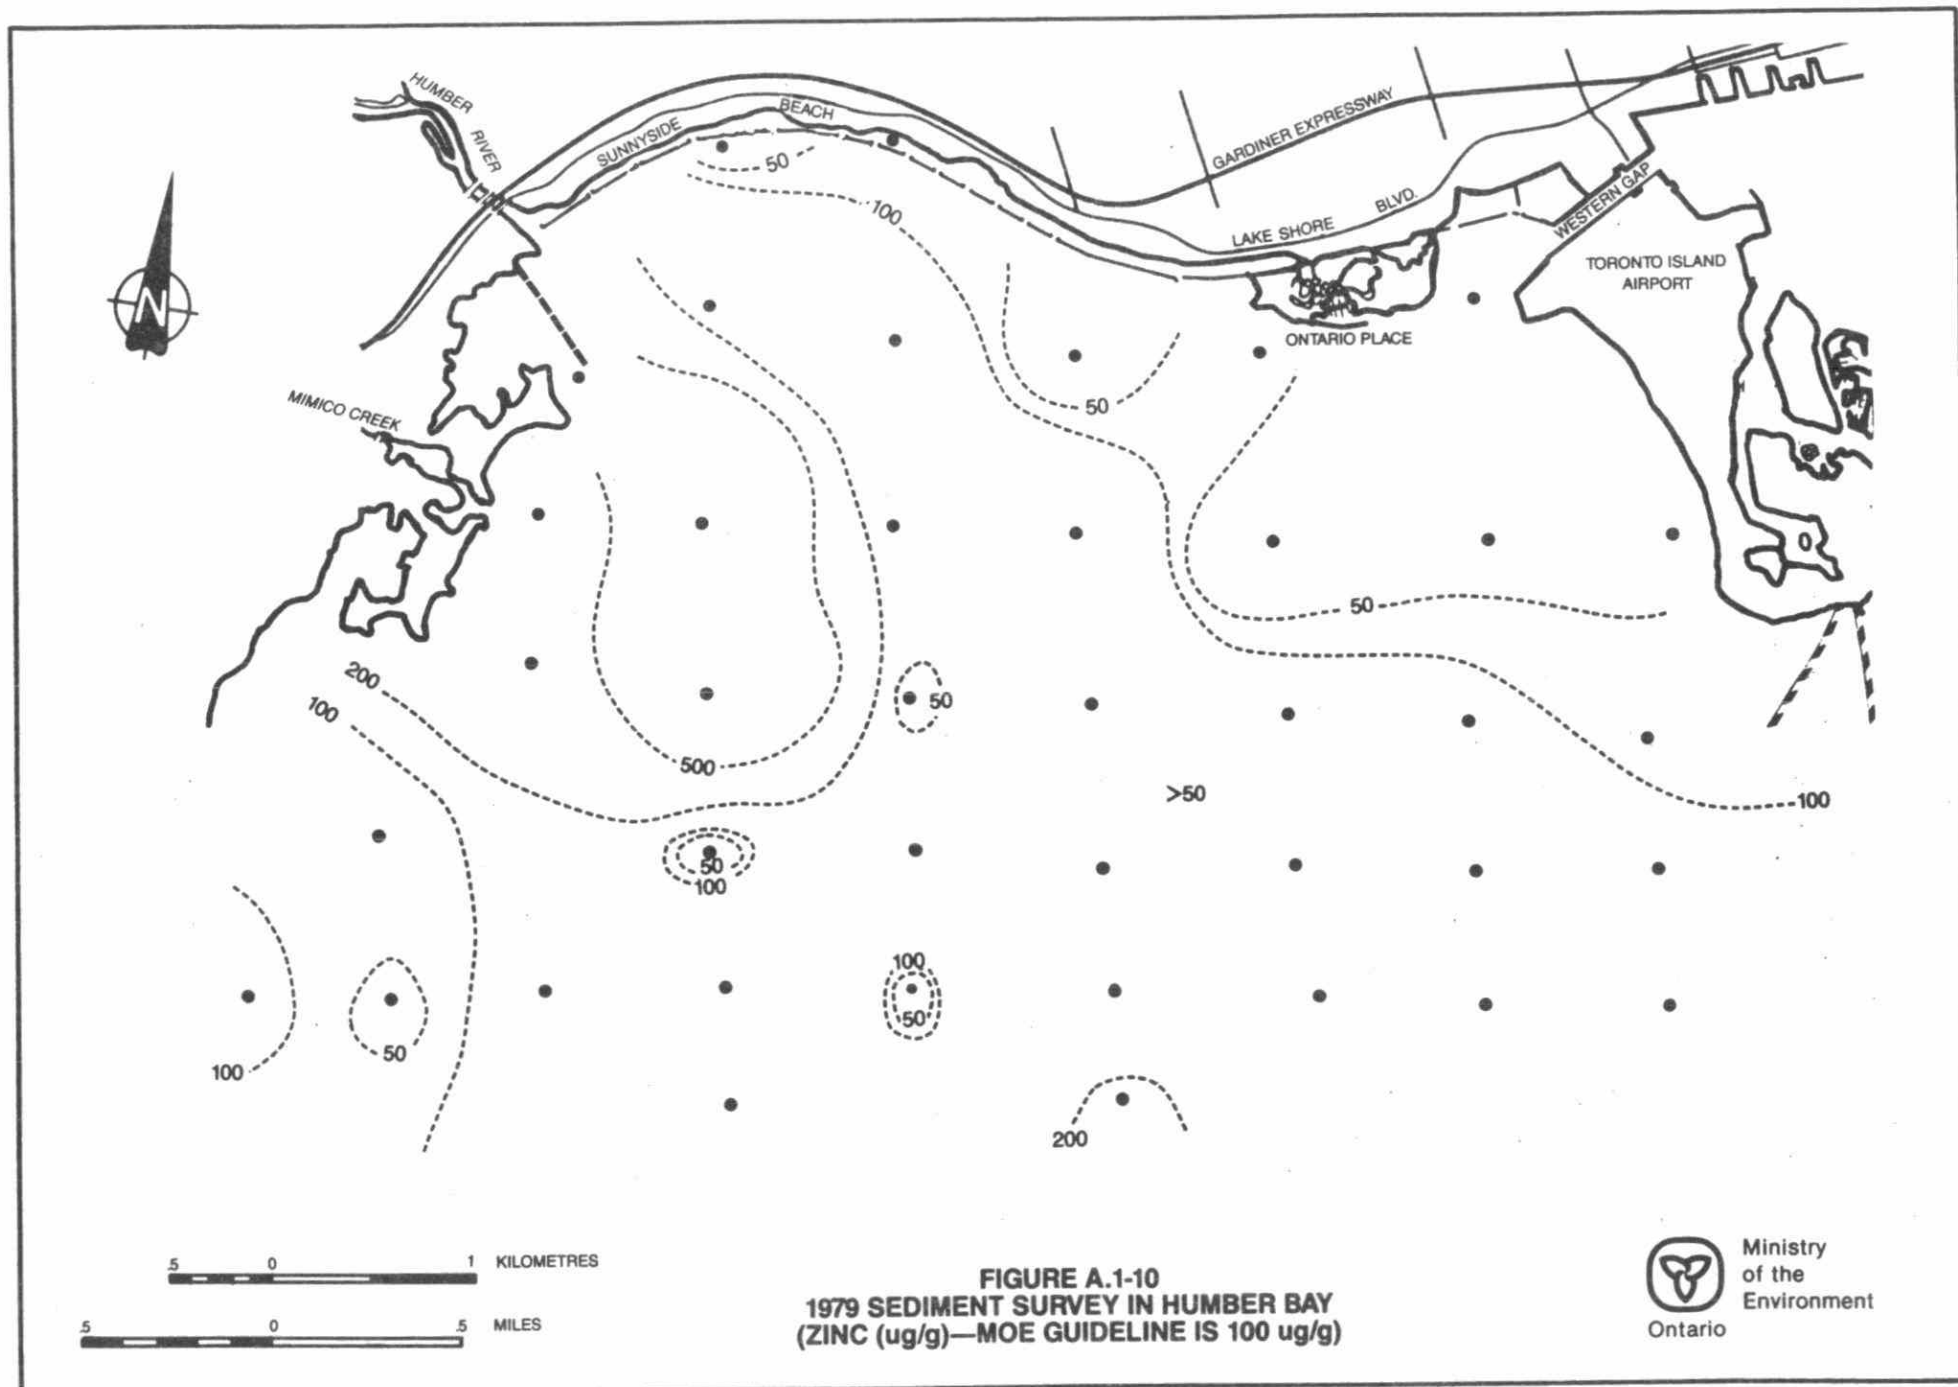 HUMBER
RIVER
SUNNYSIDE
BEACH
50
100
GARDINER EXPRESSWAY
LAKE SHORE
BLVD.
WESTERN GAP
TORONTO ISLAND
AIRPORT
N
ONTARIO PLACE
MIMICO CREEK
50
50
200
100
50
500
>50
100
50
100
100
50
50
100
200
.5 0 1 KILOMETRES
.5 0 .5 MILES
FIGURE A.1-10
1979 SEDIMENT SURVEY IN HUMBER BAY
(ZINC (ug/g)—MOE GUIDELINE IS 100 ug/g)
Ministry
of the
Environment
Ontario